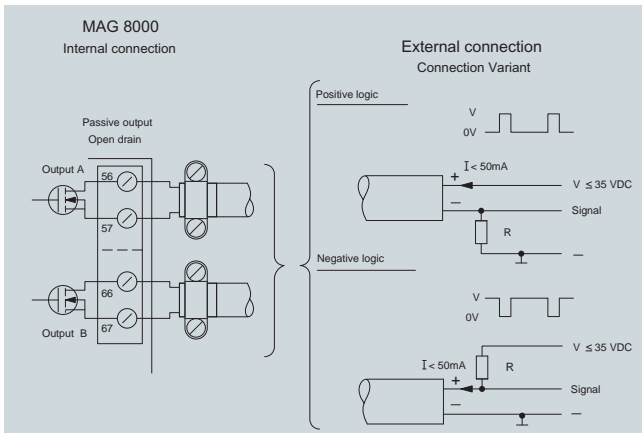 MAG 8000
Internal connection
External connection
Connection Variant
Passive output
Open drain
Output A
56
57
66
67
Output B
Positive logic
V
0V
I < 50mA
+
V ≤ 35 VDC
–
Signal
R
–
Negative logic
V
0V
V ≤ 35 VDC
I < 50mA
R
+
Signal
–
–